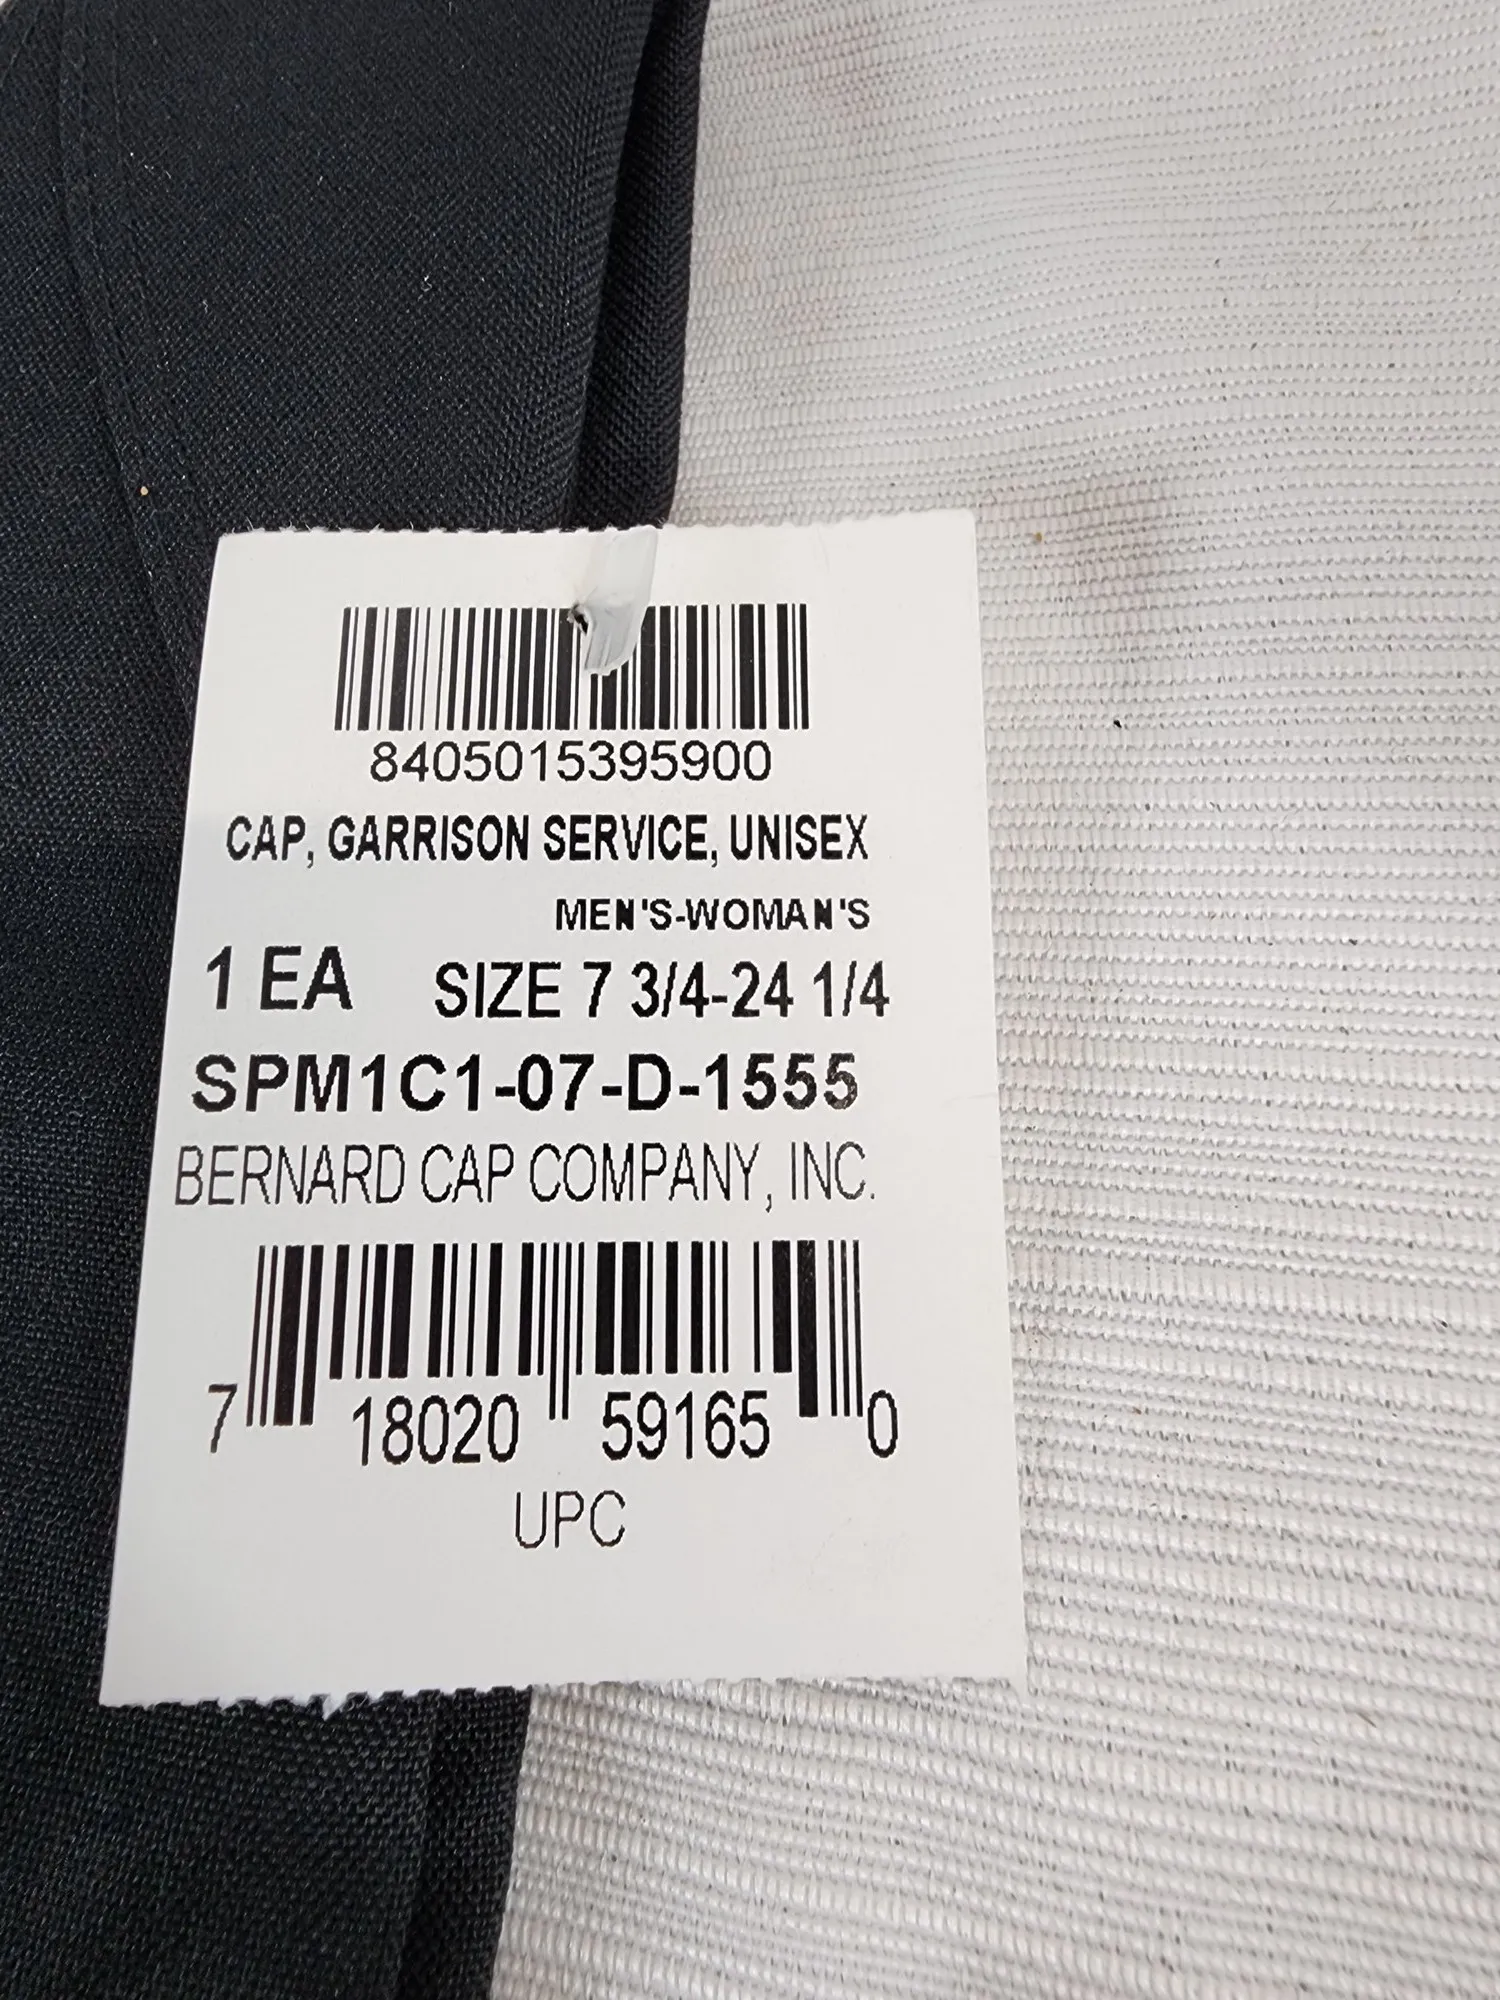 8405015395900
CAP, GARRISON SERVICE, UNISEX
MEN'S-WOMAN'S
1 EA SIZE 7 3/4-24 1/4
SPM1C1-07-D-1555
BERNARD CAP COMPANY, INC.
7 18020 59165 0
UPC